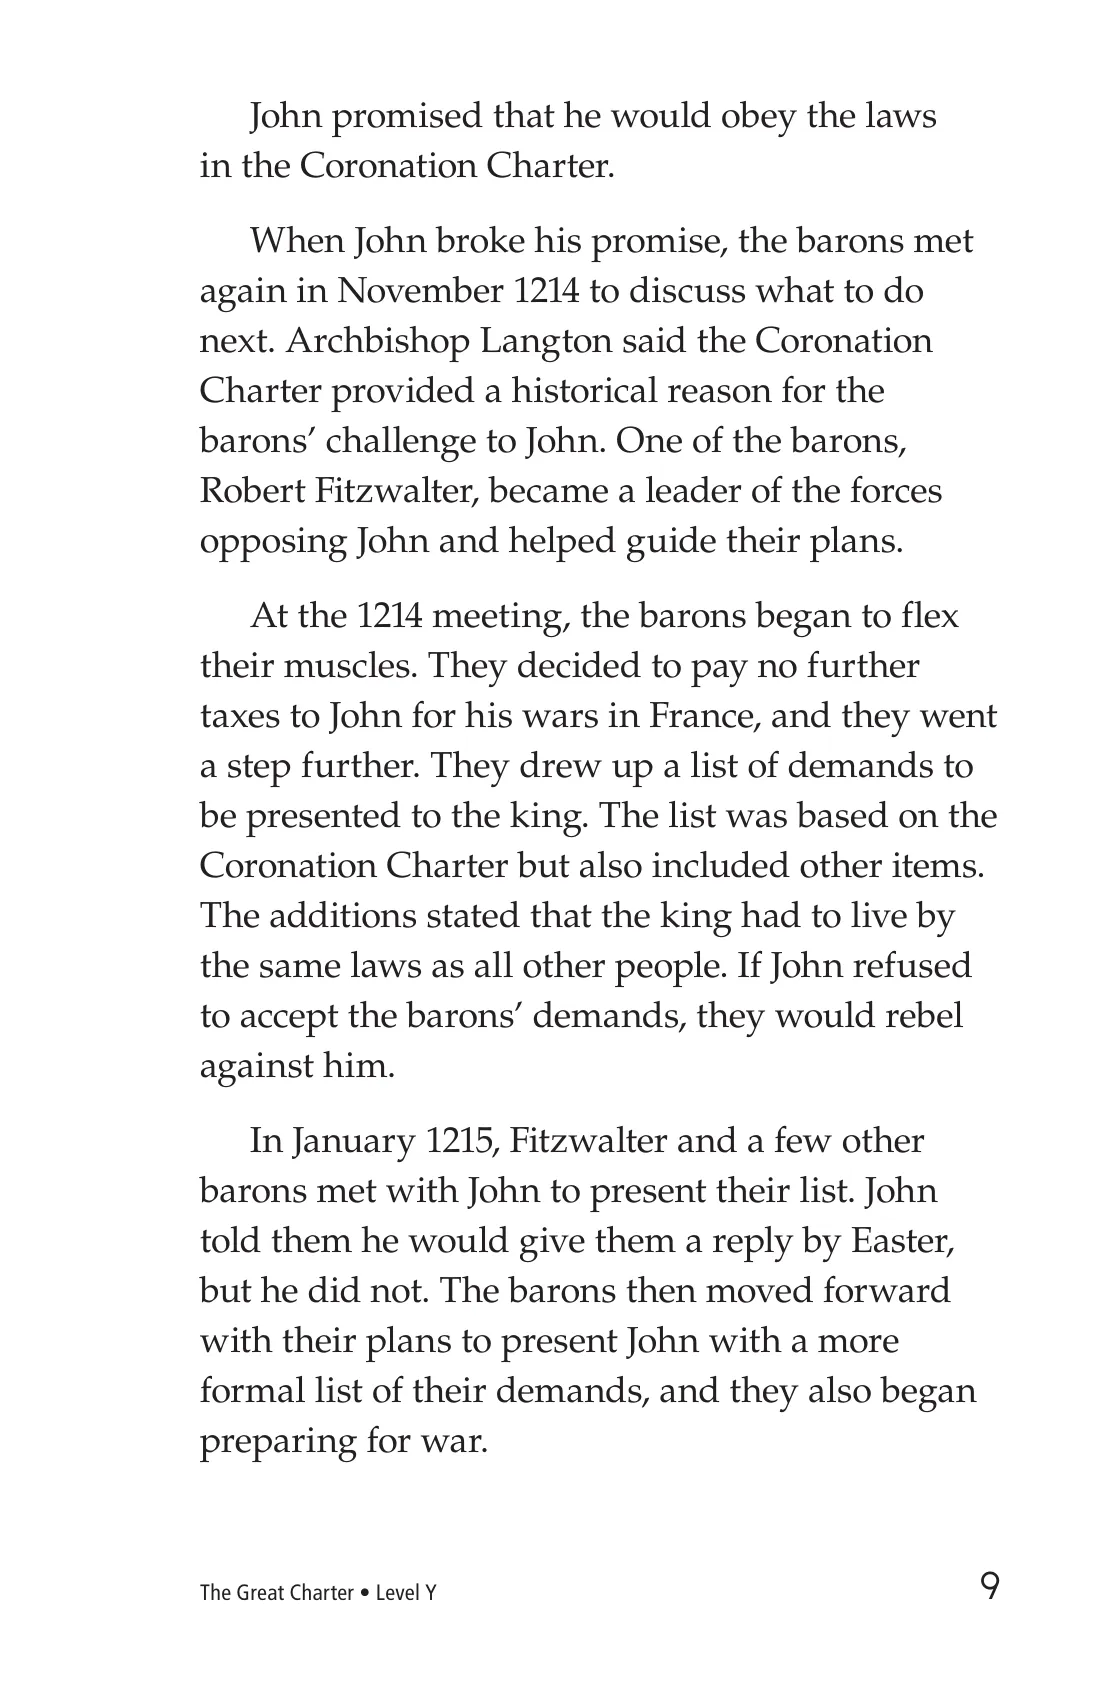 John promised that he would obey the laws
in the Coronation Charter.
When John broke his promise, the barons met
again in November 1214 to discuss what to do
next. Archbishop Langton said the Coronation
Charter provided a historical reason for the
barons’ challenge to John. One of the barons,
Robert Fitzwalter, became a leader of the forces
opposing John and helped guide their plans.
At the 1214 meeting, the barons began to flex
their muscles. They decided to pay no further
taxes to John for his wars in France, and they went
a step further. They drew up a list of demands to
be presented to the king. The list was based on the
Coronation Charter but also included other items.
The additions stated that the king had to live by
the same laws as all other people. If John refused
to accept the barons’ demands, they would rebel
against him.
In January 1215, Fitzwalter and a few other
barons met with John to present their list. John
told them he would give them a reply by Easter,
but he did not. The barons then moved forward
with their plans to present John with a more
formal list of their demands, and they also began
preparing for war.
The Great Charter • Level Y
9